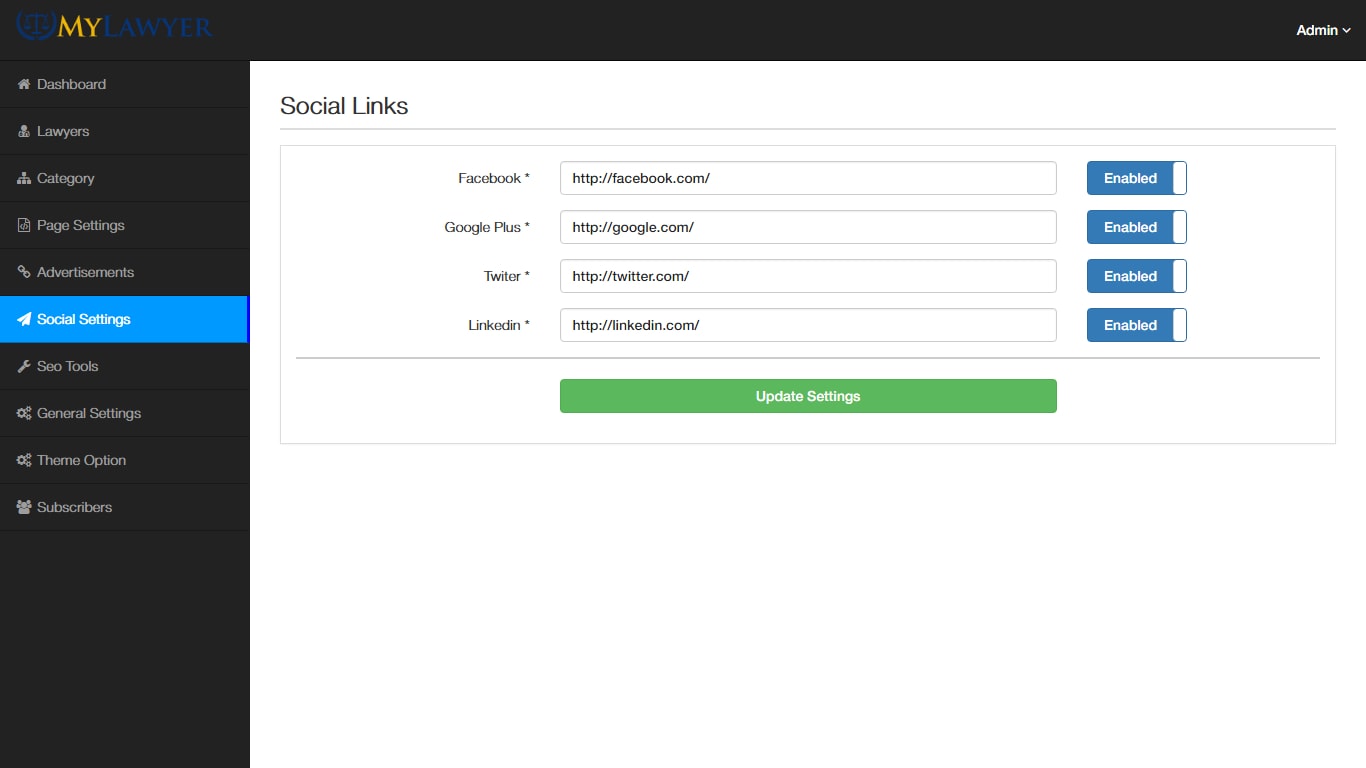 MYLAWYER
Admin
Dashboard
Lawyers
Category
Page Settings
Advertisements
Social Settings
Seo Tools
General Settings
Theme Option
Subscribers
Social Links
Facebook * http://facebook.com/ Enabled
Google Plus * http://google.com/ Enabled
Twiter * http://twitter.com/ Enabled
Linkedin * http://linkedin.com/ Enabled
Update Settings